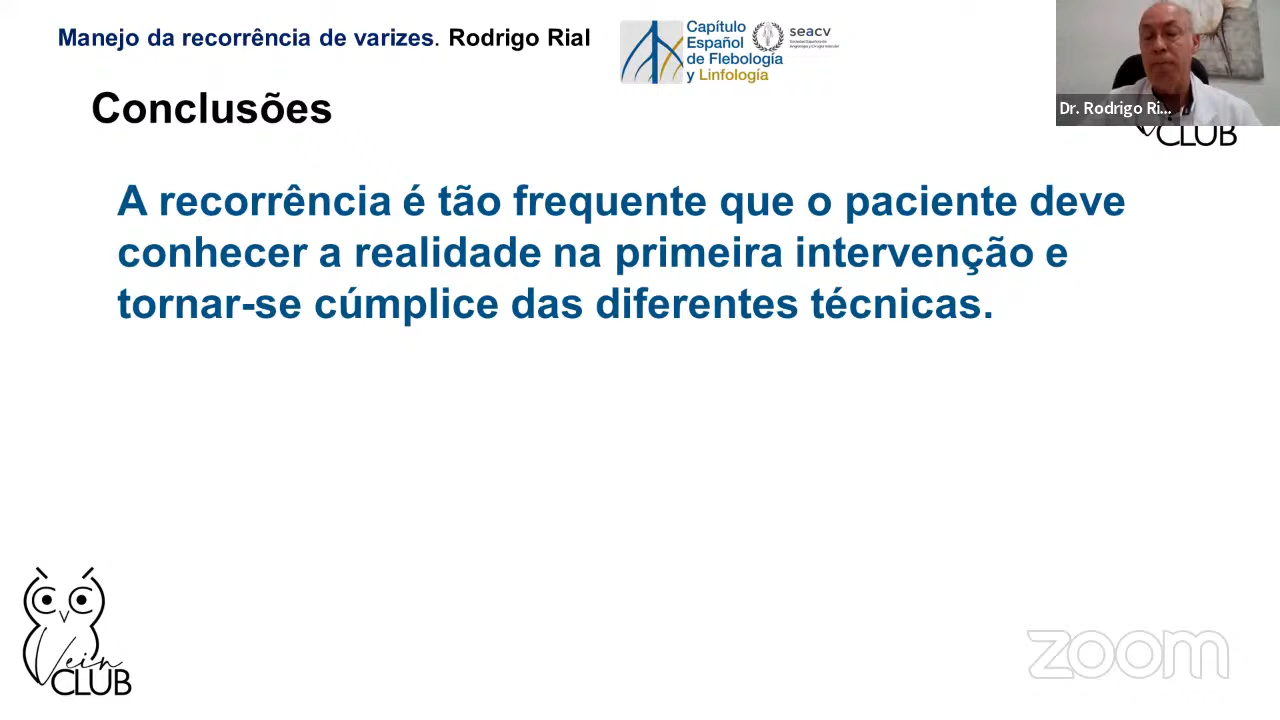 Manejo da recorrência de varizes. Rodrigo Rial
Capítulo
Español
de Flebología
y Linfología
seacv
Dr. Rodrigo Ri...
CLUB
Conclusões
A recorrência é tão frequente que o paciente deve
conhecer a realidade na primeira intervenção e
tornar-se cúmplice das diferentes técnicas.
Vein
CLUB
zoom